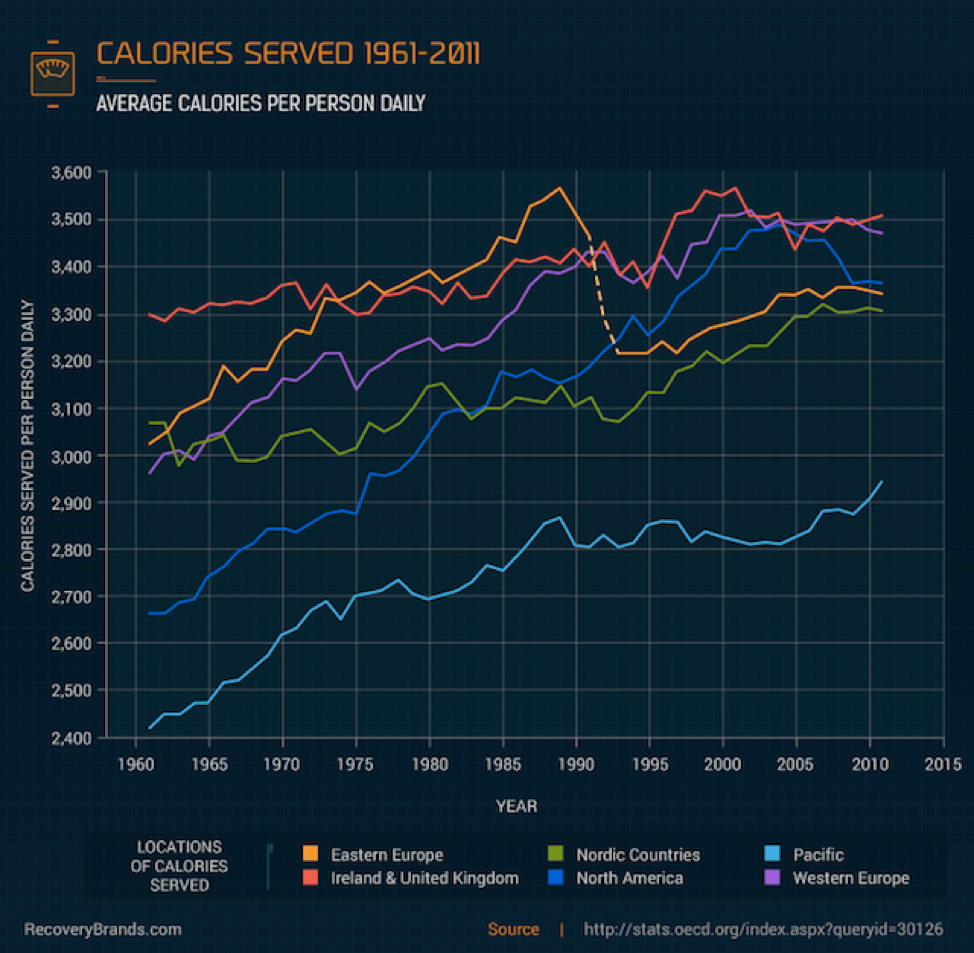 CALORIES SERVED 1961-2011
AVERAGE CALORIES PER PERSON DAILY
3,600
3,500
3,400
3,300
3,200
3,100
3,000
2,900
2,800
2,700
2,600
2,500
2,400
CALORIES SERVED PER PERSON DAILY
1960 1965 1970 1975 1980 1985 1990 1995 2000 2005 2010 2015
YEAR
LOCATIONS
OF CALORIES
SERVED
Eastern Europe Nordic Countries Pacific
Ireland & United Kingdom North America Western Europe
RecoveryBrands.com Source | http://stats.oecd.org/index.aspx?queryid=30126